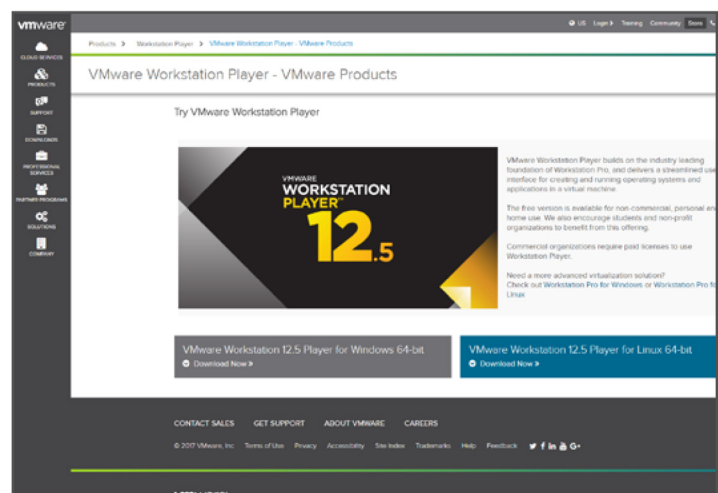 vmware
US Login > Training Community Store
CLOUD SERVICES
PRODUCTS
SUPPORT
DOWNLOADS
PROFESSIONAL SERVICES
PARTNER PROGRAMS
SOLUTIONS
COMPANY
Products > Workstation Player > VMware Workstation Player - VMware Products
VMware Workstation Player - VMware Products
Try VMware Workstation Player
VMWARE
WORKSTATION
PLAYER™
12.5
VMware Workstation Player builds on the industry leading
foundation of Workstation Pro, and delivers a streamlined use
interface for creating and running operating systems and
applications in a virtual machine.
The free version is available for non-commercial, personal an
home use. We also encourage students and non-profit
organizations to benefit from this offering.
Commercial organizations require paid licenses to use
Workstation Player.
Need a more advanced virtualization solution?
Check out Workstation Pro for Windows or Workstation Pro fo
Linux
VMware Workstation 12.5 Player for Windows 64-bit
Download Now >
VMware Workstation 12.5 Player for Linux 64-bit
Download Now >
CONTACT SALES GET SUPPORT ABOUT VMWARE CAREERS
© 2017 VMware, Inc Terms of Use Privacy Accessibility Site Index Trademarks Help Feedback